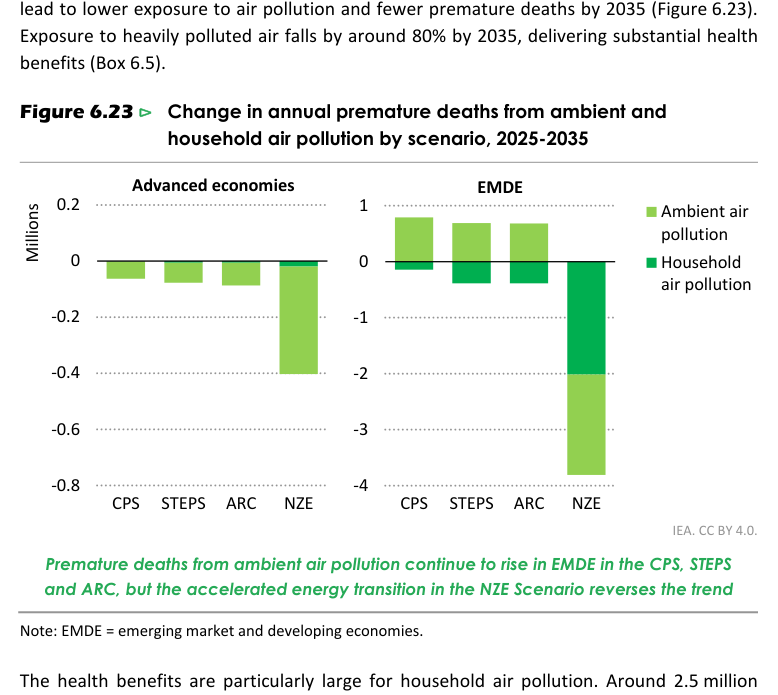 lead to lower exposure to air pollution and fewer premature deaths by 2035 (Figure 6.23).
Exposure to heavily polluted air falls by around 80% by 2035, delivering substantial health
benefits (Box 6.5).
Figure 6.23 ⊳ Change in annual premature deaths from ambient and
household air pollution by scenario, 2025-2035
Advanced economies
Millions
0.2
0
-0.2
-0.4
-0.6
-0.8
CPS STEPS ARC NZE
EMDE
1
0
-1
-2
-3
-4
CPS STEPS ARC NZE
Ambient air
pollution
Household
air pollution
IEA. CC BY 4.0.
Premature deaths from ambient air pollution continue to rise in EMDE in the CPS, STEPS
and ARC, but the accelerated energy transition in the NZE Scenario reverses the trend
Note: EMDE = emerging market and developing economies.
The health benefits are particularly large for household air pollution. Around 2.5 million